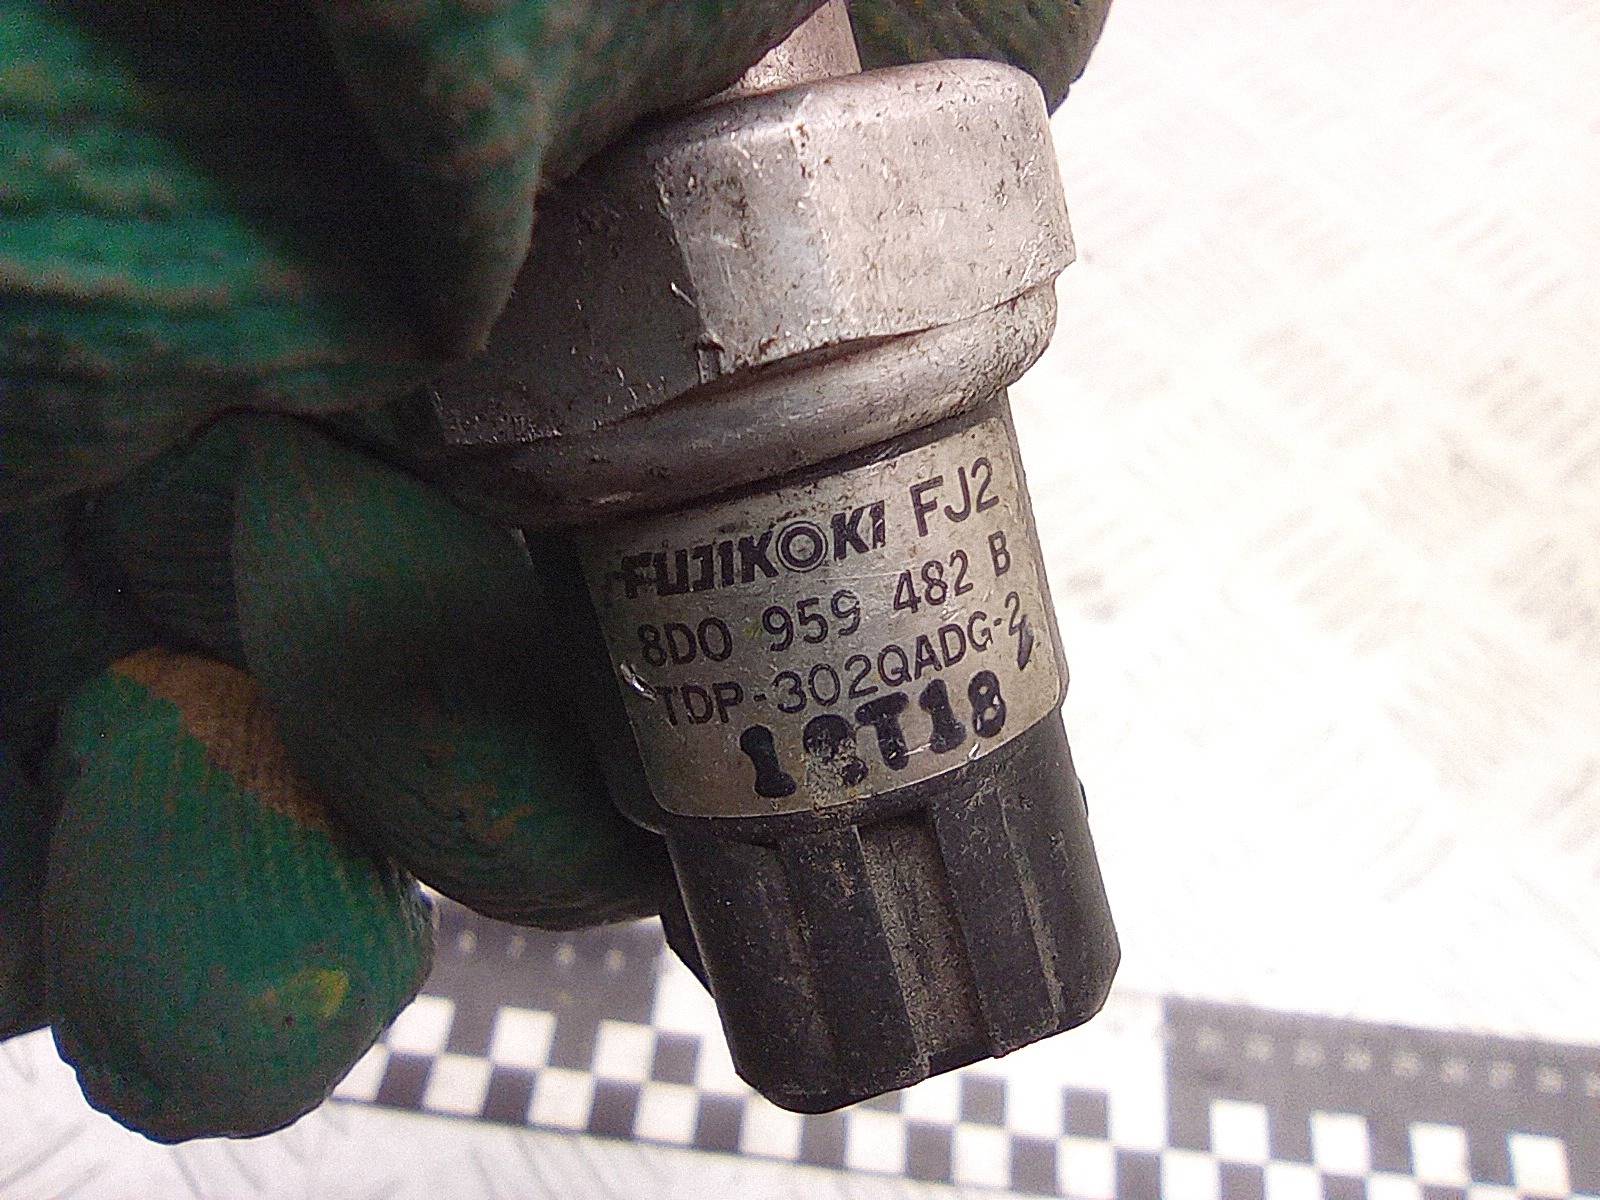 FUJIKOKI FJ2
8D0 959 482 B
TDP-302QADG-2